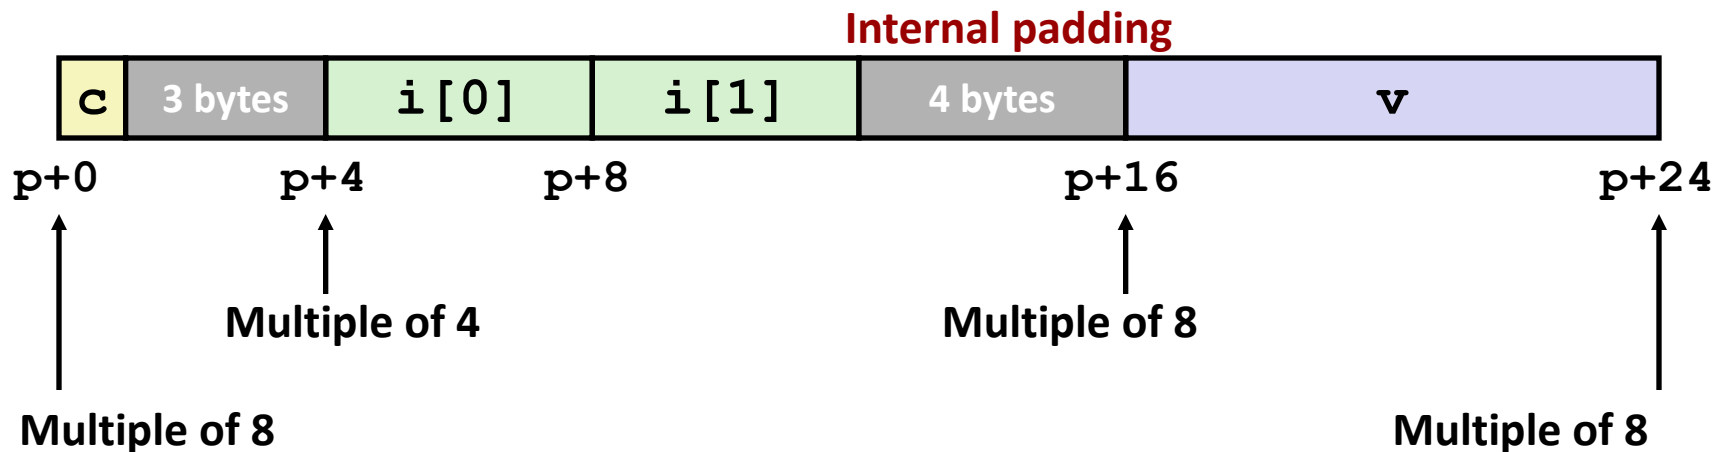 Internal padding
c 3 bytes i[0] i[1] 4 bytes v
p+0 p+4 p+8 p+16 p+24
Multiple of 4 Multiple of 8
Multiple of 8 Multiple of 8